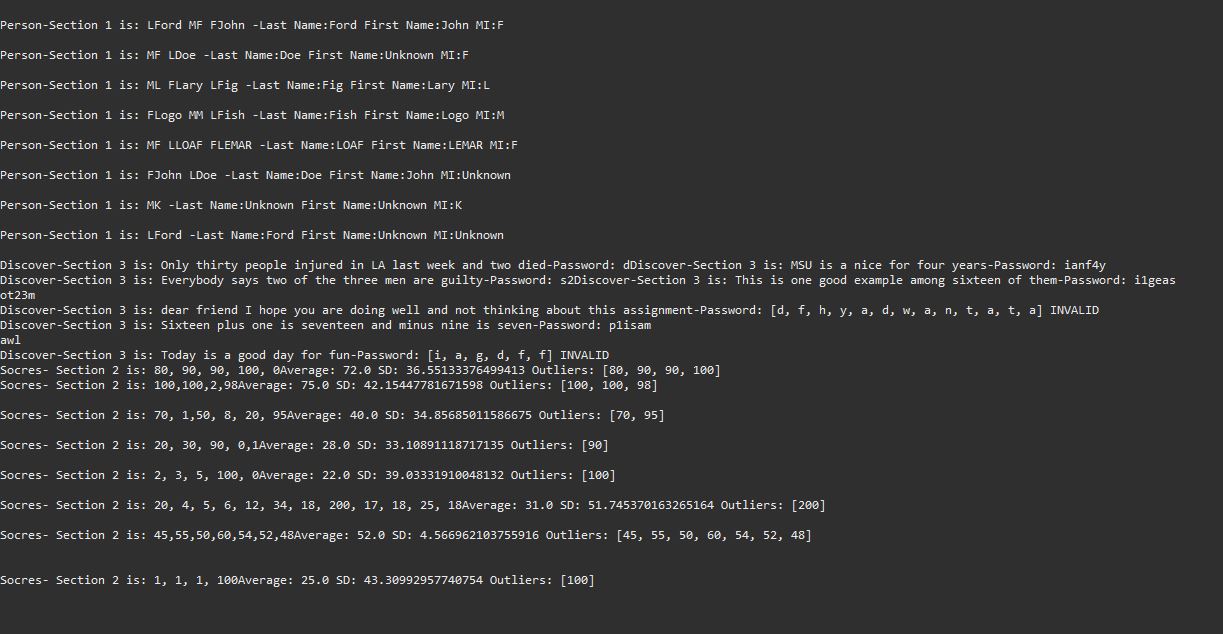 Person-Section 1 is: LFord MF FJohn -Last Name:Ford First Name:John MI:F
Person-Section 1 is: MF LDoe -Last Name:Doe First Name:Unknown MI:F
Person-Section 1 is: ML FLary LFig -Last Name:Fig First Name:Lary MI:L
Person-Section 1 is: FLogo MM LFish -Last Name:Fish First Name:Logo MI:M
Person-Section 1 is: MF LLOAF FLEMAR -Last Name:LOAF First Name:LEMAR MI:F
Person-Section 1 is: FJohn LDoe -Last Name:Doe First Name:John MI:Unknown
Person-Section 1 is: MK -Last Name:Unknown First Name:Unknown MI:K
Person-Section 1 is: LFord -Last Name:Ford First Name:Unknown MI:Unknown
Discover-Section 3 is: Only thirty people injured in LA last week and two died-Password: dDiscover-Section 3 is: MSU is a nice for four years-Password: ianf4y
Discover-Section 3 is: Everybody says two of the three men are guilty-Password: s2Discover-Section 3 is: This is one good example among sixteen of them-Password: i1geas
ot23m
Discover-Section 3 is: dear friend I hope you are doing well and not thinking about this assignment-Password: [d, f, h, y, a, d, w, a, n, t, a, t, a] INVALID
Discover-Section 3 is: Sixteen plus one is seventeen and minus nine is seven-Password: p1isam
awl
Discover-Section 3 is: Today is a good day for fun-Password: [i, a, g, d, f, f] INVALID
Socres- Section 2 is: 80, 90, 90, 100, 0Average: 72.0 SD: 36.55133376499413 Outliers: [80, 90, 90, 100]
Socres- Section 2 is: 100,100,2,98Average: 75.0 SD: 42.15447781671598 Outliers: [100, 100, 98]
Socres- Section 2 is: 70, 1,50, 8, 20, 95Average: 40.0 SD: 34.85685011586675 Outliers: [70, 95]
Socres- Section 2 is: 20, 30, 90, 0,1Average: 28.0 SD: 33.10891118717135 Outliers: [90]
Socres- Section 2 is: 2, 3, 5, 100, 0Average: 22.0 SD: 39.03331910048132 Outliers: [100]
Socres- Section 2 is: 20, 4, 5, 6, 12, 34, 18, 200, 17, 18, 25, 18Average: 31.0 SD: 51.745370163265164 Outliers: [200]
Socres- Section 2 is: 45,55,50,60,54,52,48Average: 52.0 SD: 4.566962103755916 Outliers: [45, 55, 50, 60, 54, 52, 48]
Socres- Section 2 is: 1, 1, 1, 100Average: 25.0 SD: 43.30992957740754 Outliers: [100]